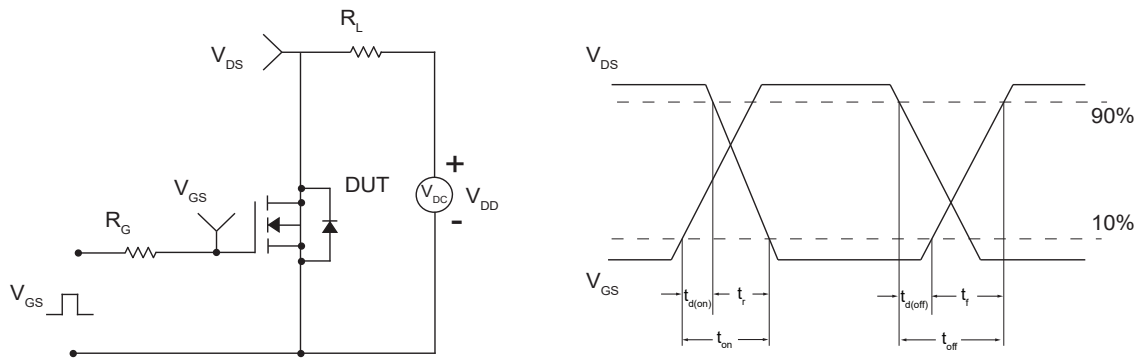 R_L
V_DS
V_GS
DUT
+
V_DC
V_DD
-
R_G
V_GS
V_DS
90%
10%
V_GS
t_d(on)
t_r
t_d(off)
t_f
t_on
t_off